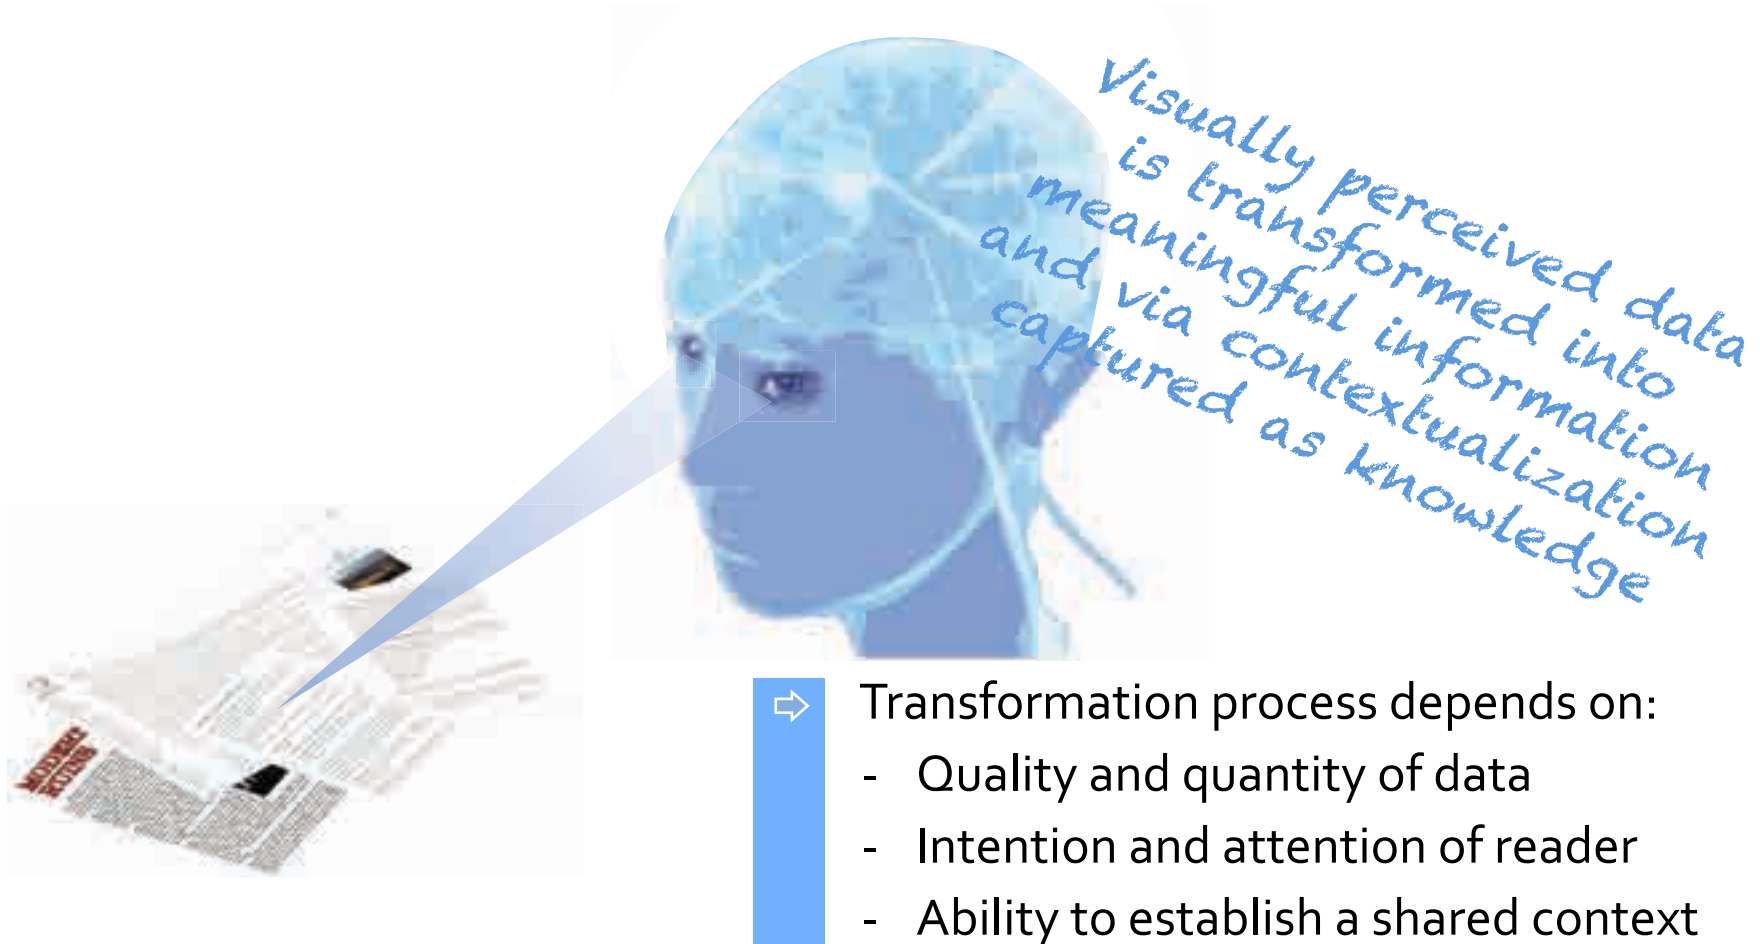 Visually perceived data
is transformed into
meaningful information
and via contextualization
captured as knowledge
Transformation process depends on:
- Quality and quantity of data
- Intention and attention of reader
- Ability to establish a shared context